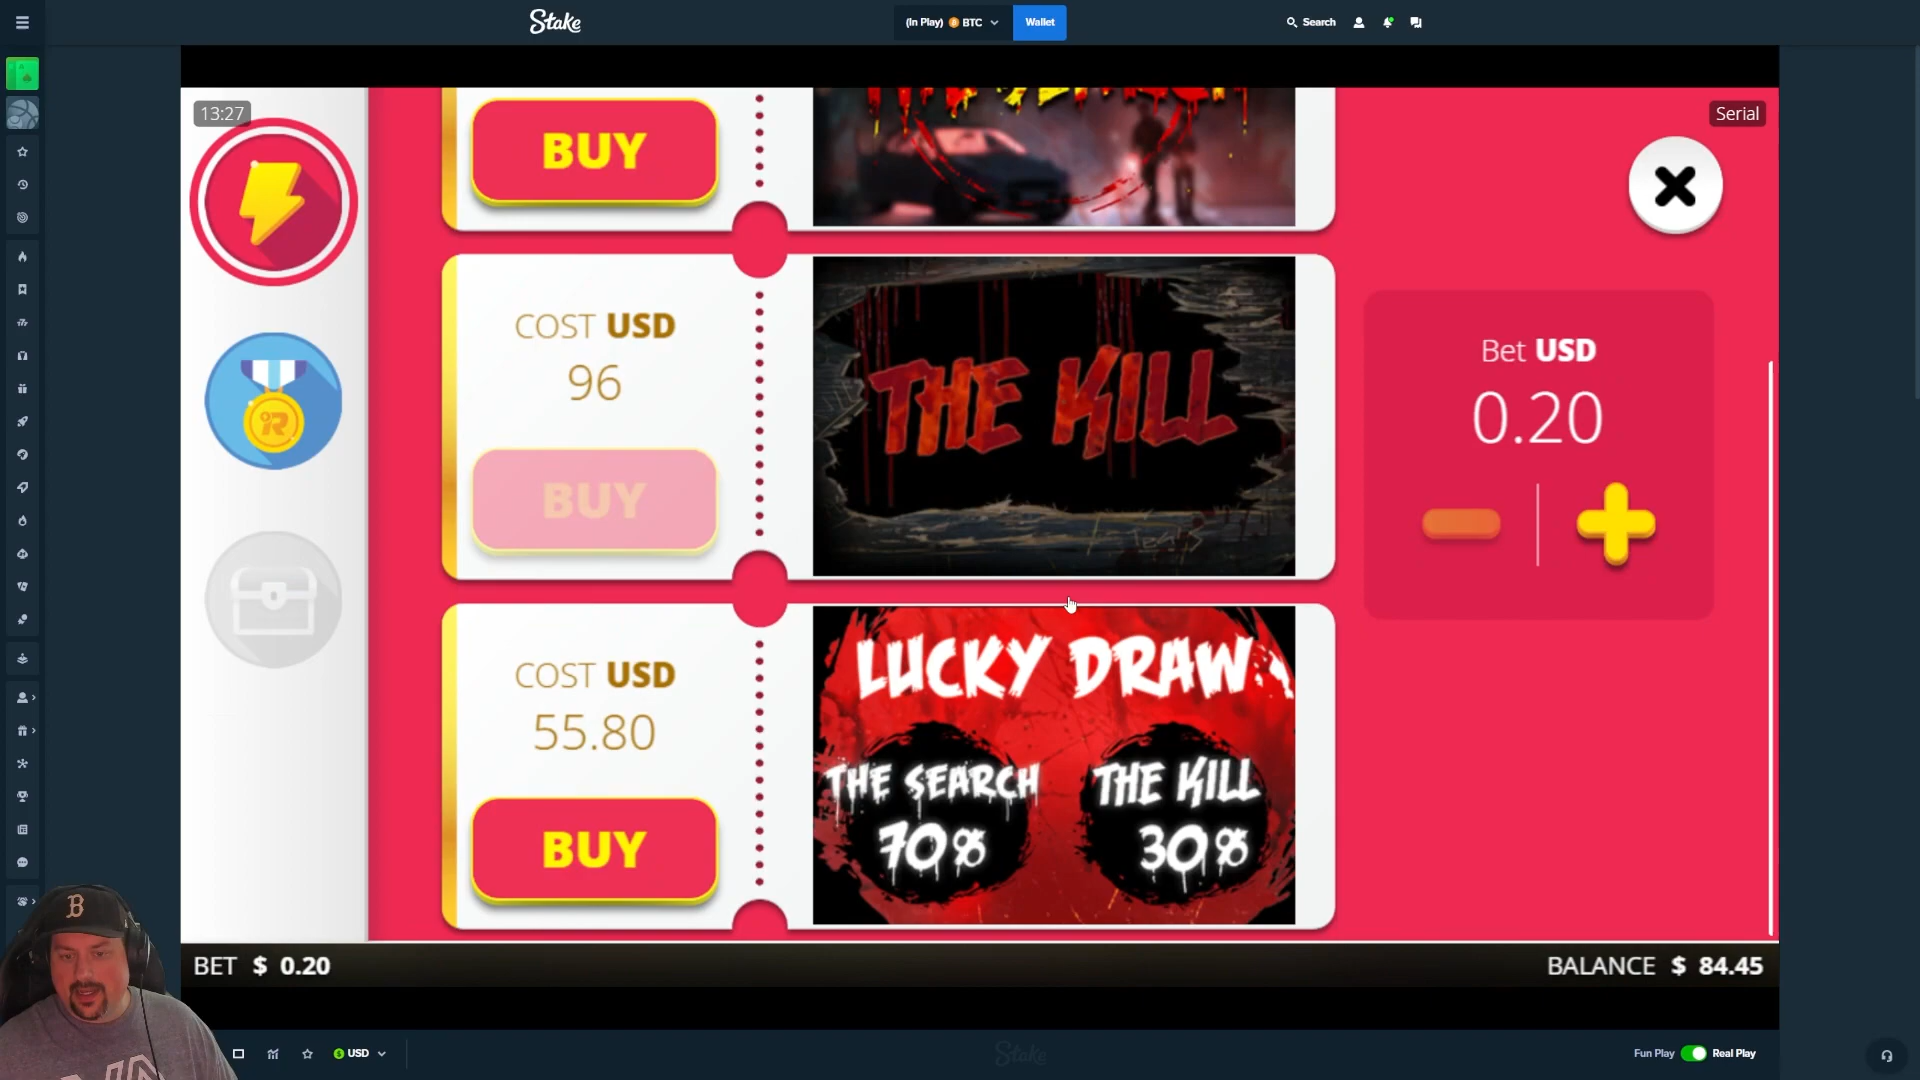 Stake
(In Play) BTC
Wallet
Search
13:27
Serial
BUY
COST USD
96
BUY
THE KILL
Bet USD
0.20
COST USD
55.80
BUY
LUCKY DRAW
THE SEARCH
70%
THE KILL
30%
BET $ 0.20
BALANCE $ 84.45
USD
Stake
Fun Play
Real Play
B